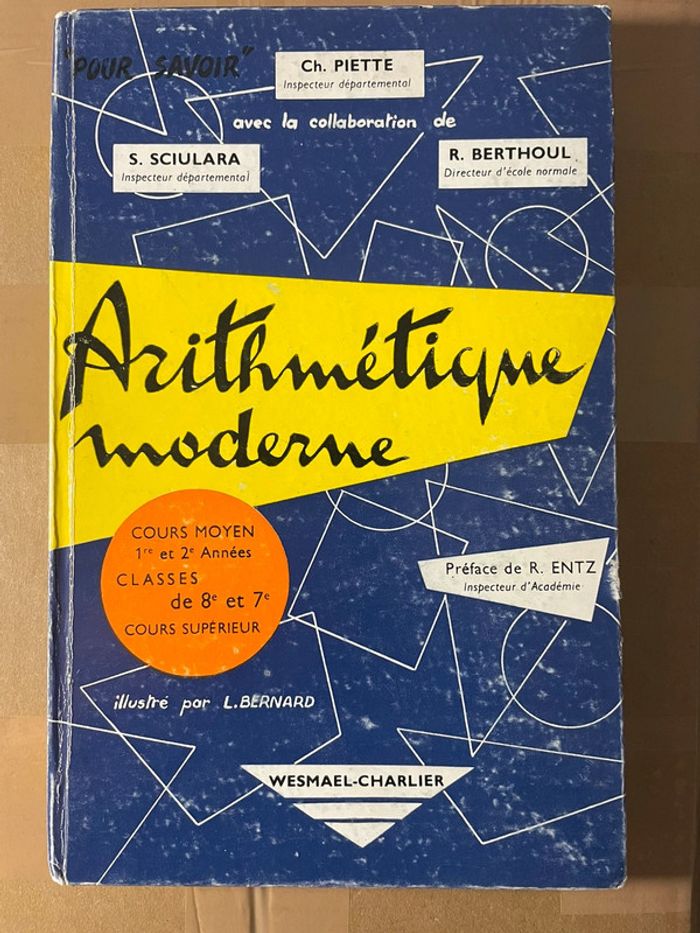 "POUR SAVOIR"
Ch. PIETTE
Inspecteur départemental
avec la collaboration de
S. SCIULARA
Inspecteur départemental
R. BERTHOUL
Directeur d'école normale
Arithmétique
moderne
COURS MOYEN
1re et 2e Années
CLASSES
de 8e et 7e
COURS SUPÉRIEUR
Préface de R. ENTZ
Inspecteur d'Académie
illustré par L. BERNARD
WESMAEL-CHARLIER